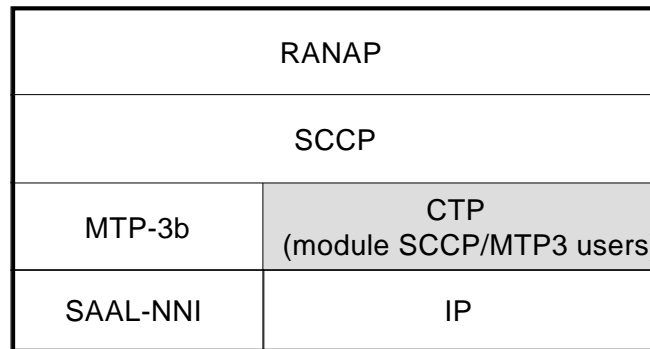 RANAP
SCCP
MTP-3b
CTP
(module SCCP/MTP3 users
SAAL-NNI
IP